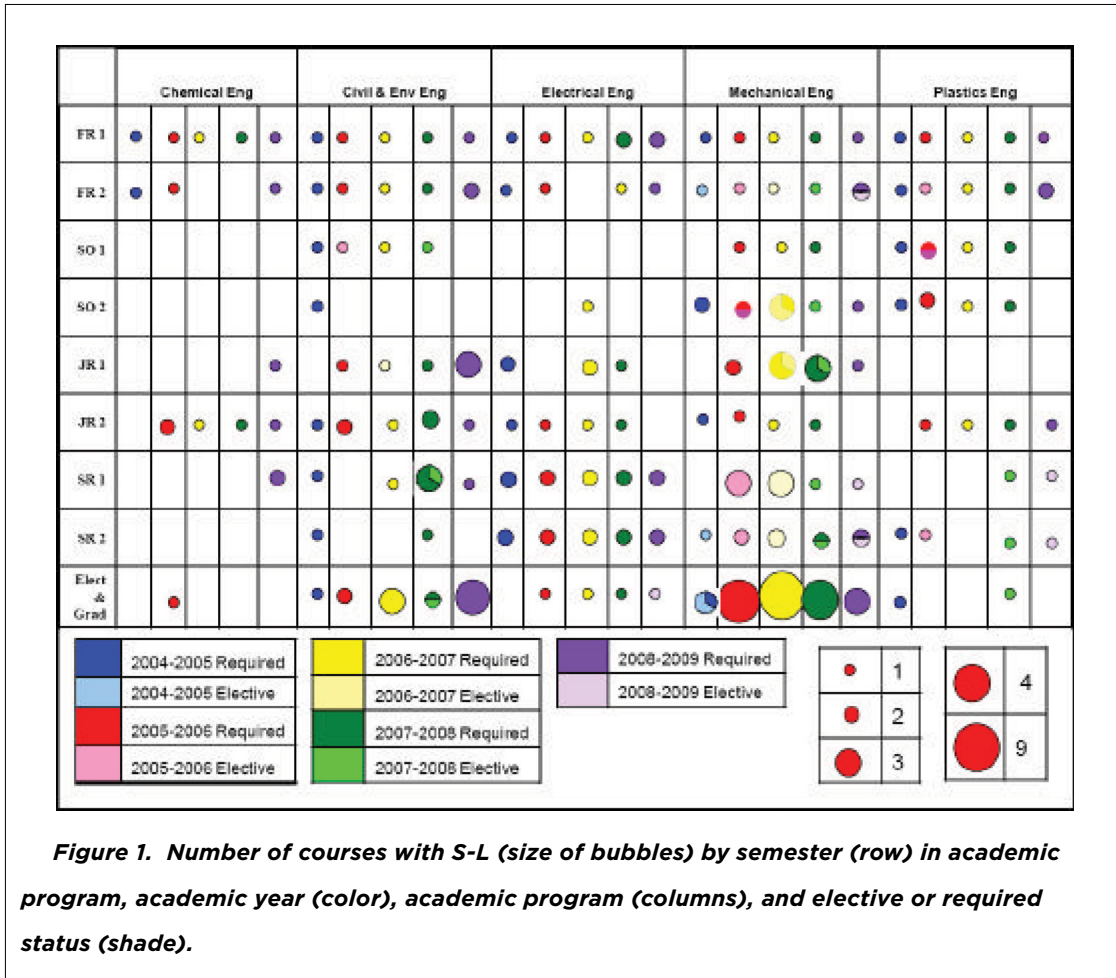 Chemical Eng Civil & Env Eng Electrical Eng Mechanical Eng Plastics Eng
FR 1
FR 2
SO 1
SO 2
JR 1
JR 2
SR 1
SR 2
Elect
&
Grad
2004-2005 Required
2004-2005 Elective
2005-2006 Required
2005-2006 Elective
2006-2007 Required
2006-2007 Elective
2007-2008 Required
2007-2008 Elective
2008-2009 Required
2008-2009 Elective
1
2
3
4
9
Figure 1. Number of courses with S-L (size of bubbles) by semester (row) in academic
program, academic year (color), academic program (columns), and elective or required
status (shade).